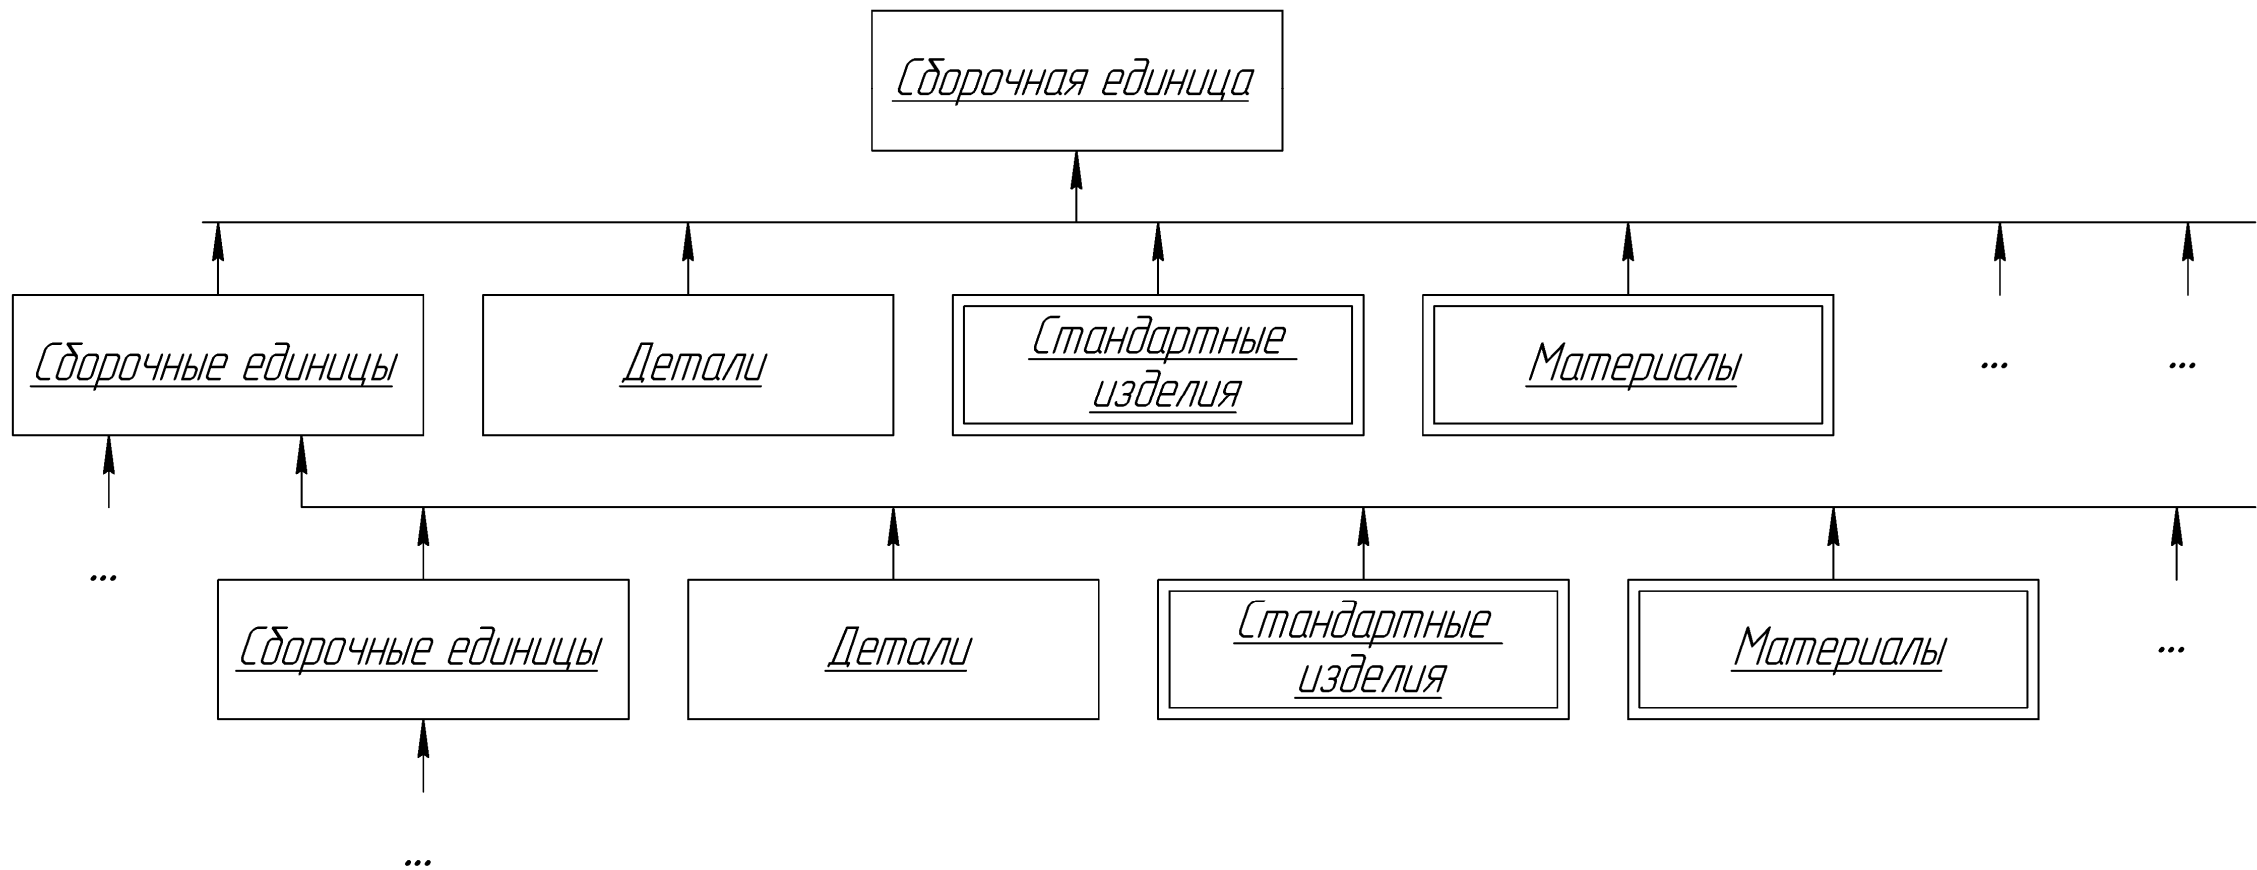 Сборочная единица
Сборочные единицы
Детали
Стандартные
изделия
Материалы
...
...
...
Сборочные единицы
Детали
Стандартные
изделия
Материалы
...
...